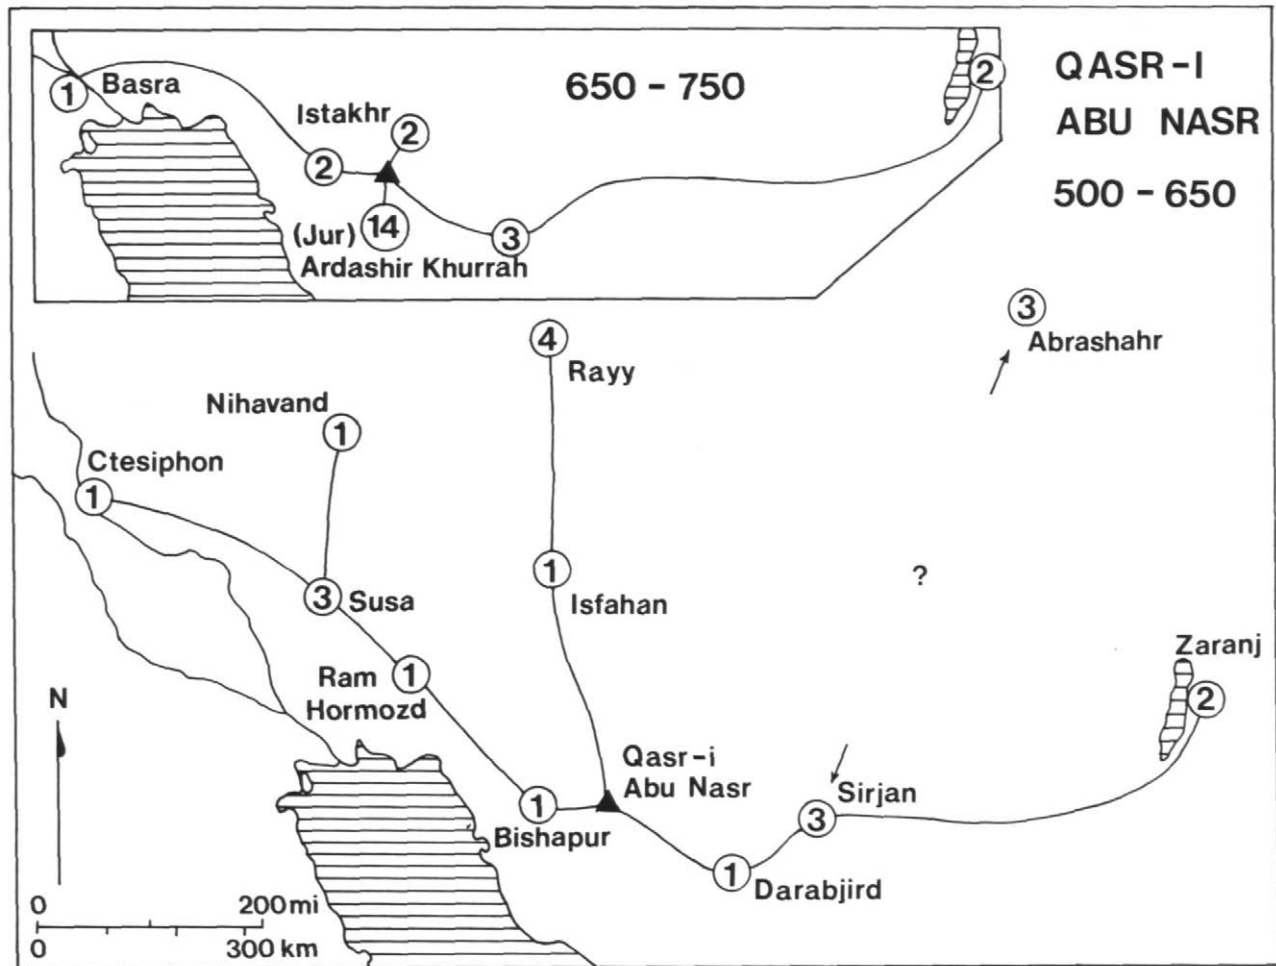 QASR-I
ABU NASR
500 - 650
650 - 750
1
Basra
Istakhr
2
2
2
(Jur)
14
3
Ardashir Khurrah
3
Abrashahr
4
Rayy
Nihavand
1
Ctesiphon
1
1
Isfahan
?
3
Susa
Zaranj
2
Ram
Hormozd
1
N
Qasr-i
Abu Nasr
Sirjan
3
1
Bishapur
1
Darabjird
0 200mi
0 300 km